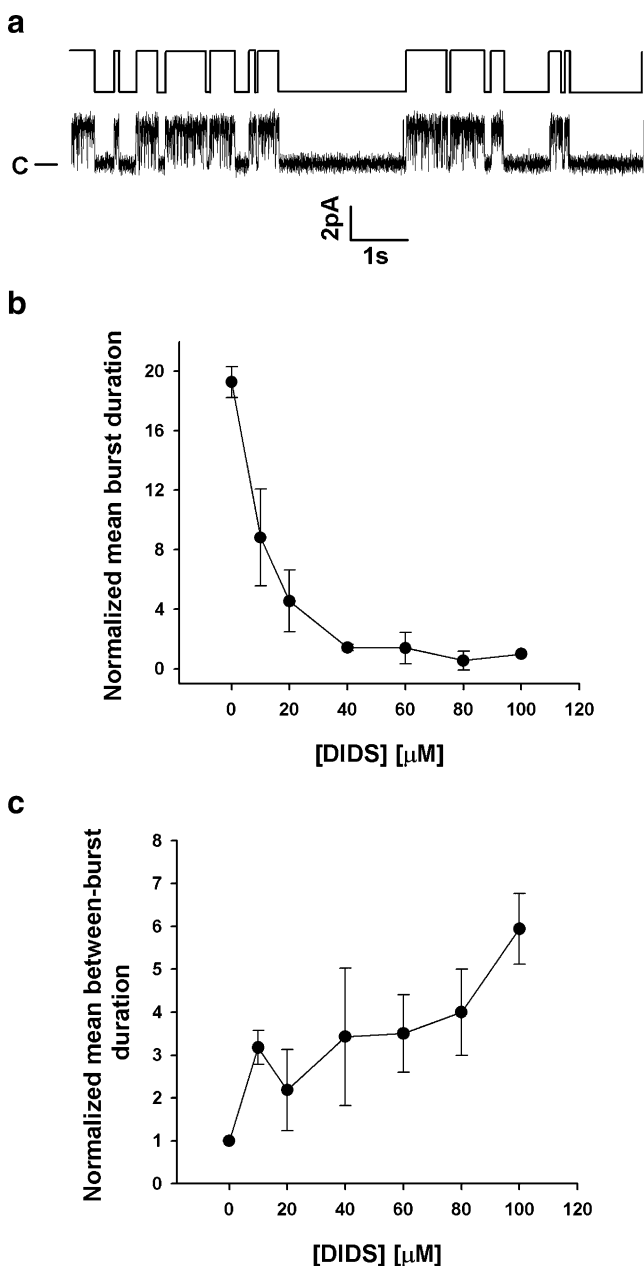 a
C
2pA
1s
b
Normalized mean burst duration
20
16
12
8
4
0
0 20 40 60 80 100 120
[DIDS] [μM]
c
Normalized mean between-burst
duration
8
7
6
5
4
3
2
1
0
0 20 40 60 80 100 120
[DIDS] [μM]